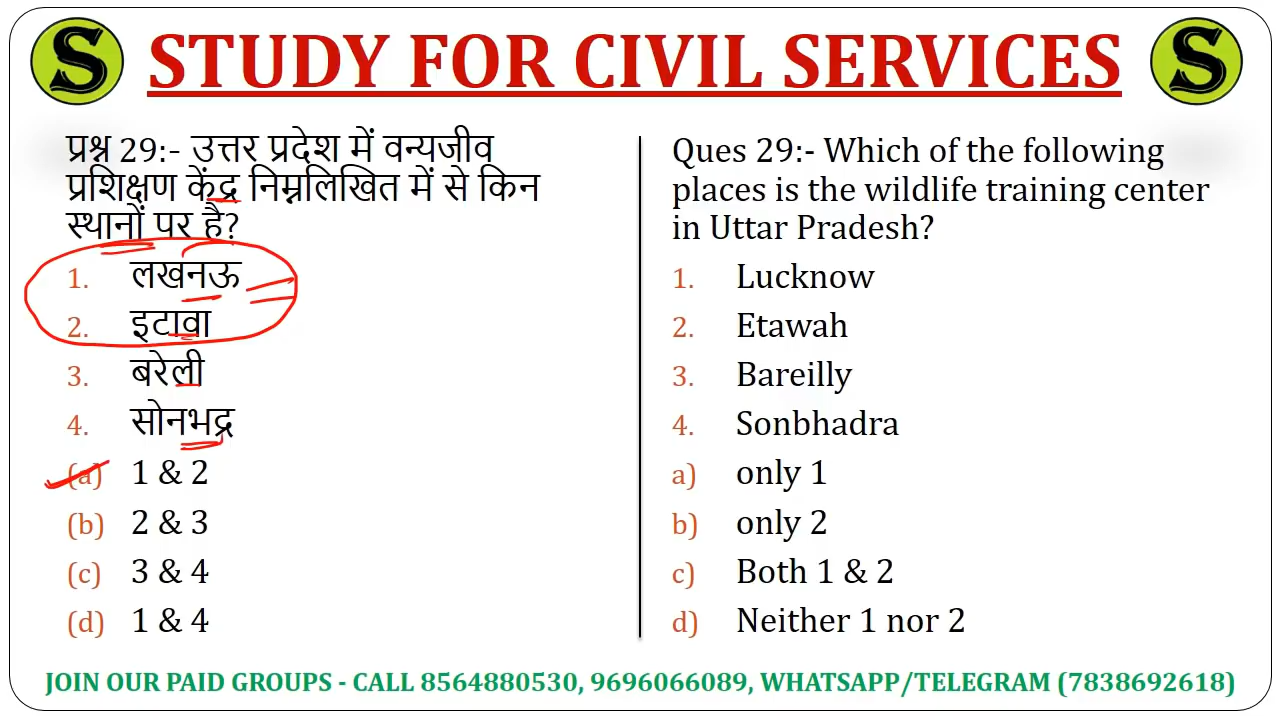 S STUDY FOR CIVIL SERVICES S
प्रश्न 29:- उत्तर प्रदेश में वन्यजीव
प्रशिक्षण केंद्र निम्नलिखित में से किन
स्थानों पर है?
1. लखनऊ
2. इटावा
3. बरेली
4. सोनभद्र
(a) 1 & 2
(b) 2 & 3
(c) 3 & 4
(d) 1 & 4
Ques 29:- Which of the following
places is the wildlife training center
in Uttar Pradesh?
1. Lucknow
2. Etawah
3. Bareilly
4. Sonbhadra
a) only 1
b) only 2
c) Both 1 & 2
d) Neither 1 nor 2
JOIN OUR PAID GROUPS - CALL 8564880530, 9696066089, WHATSAPP/TELEGRAM (7838692618)